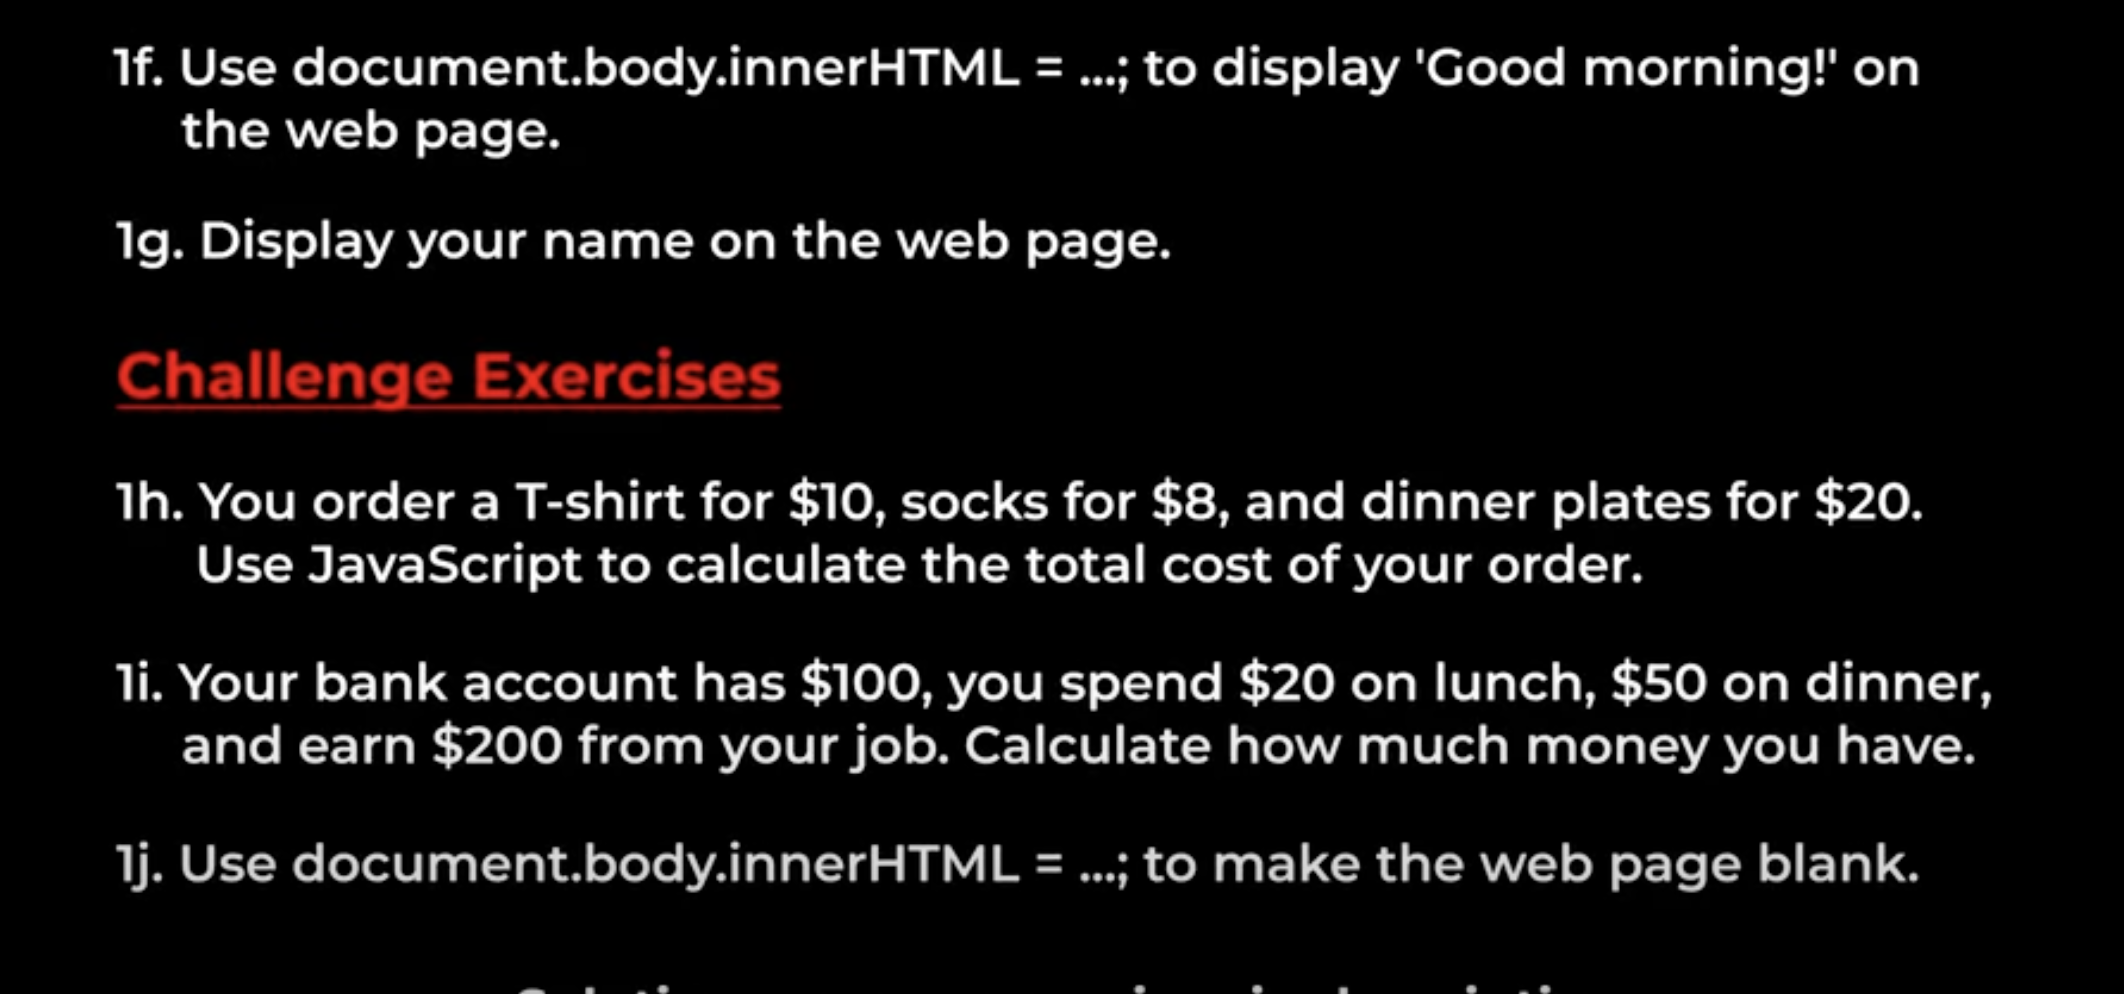 1f. Use document.body.innerHTML = ...; to display 'Good morning!' on
the web page.
1g. Display your name on the web page.
Challenge Exercises
1h. You order a T-shirt for $10, socks for $8, and dinner plates for $20.
Use JavaScript to calculate the total cost of your order.
1i. Your bank account has $100, you spend $20 on lunch, $50 on dinner,
and earn $200 from your job. Calculate how much money you have.
1j. Use document.body.innerHTML = ...; to make the web page blank.